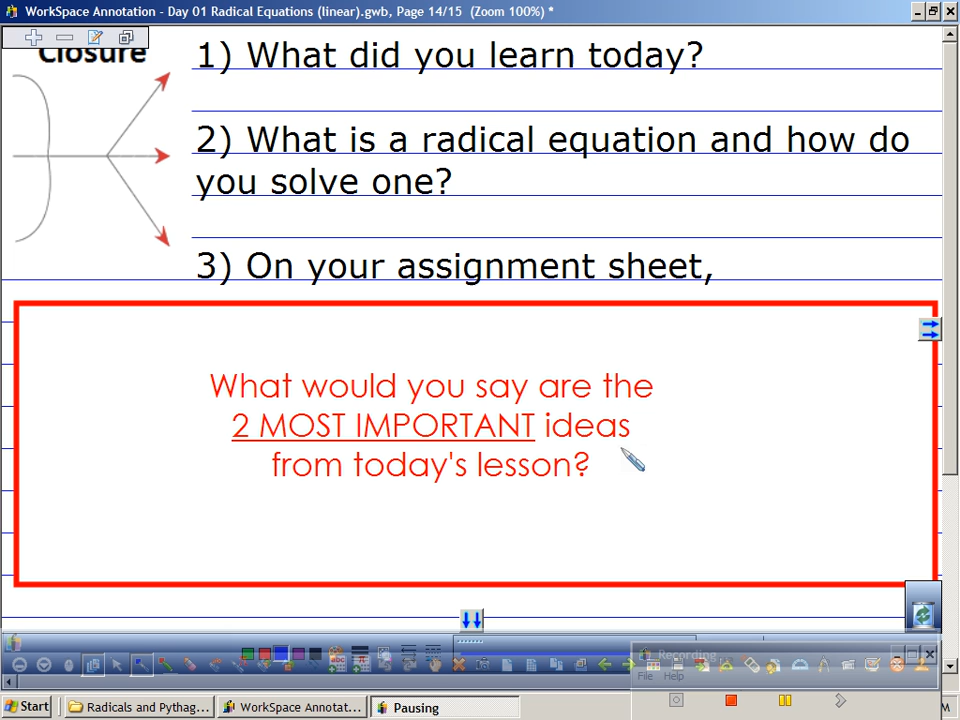 WorkSpace Annotation - Day 01 Radical Equations (linear).gwb, Page 14/15 (Zoom 100%) *
Closure
1) What did you learn today?
2) What is a radical equation and how do
you solve one?
3) On your assignment sheet,
What would you say are the
2 MOST IMPORTANT ideas
from today's lesson?
Recording
File Help
Start
Radicals and Pythag...
WorkSpace Annotat...
Pausing